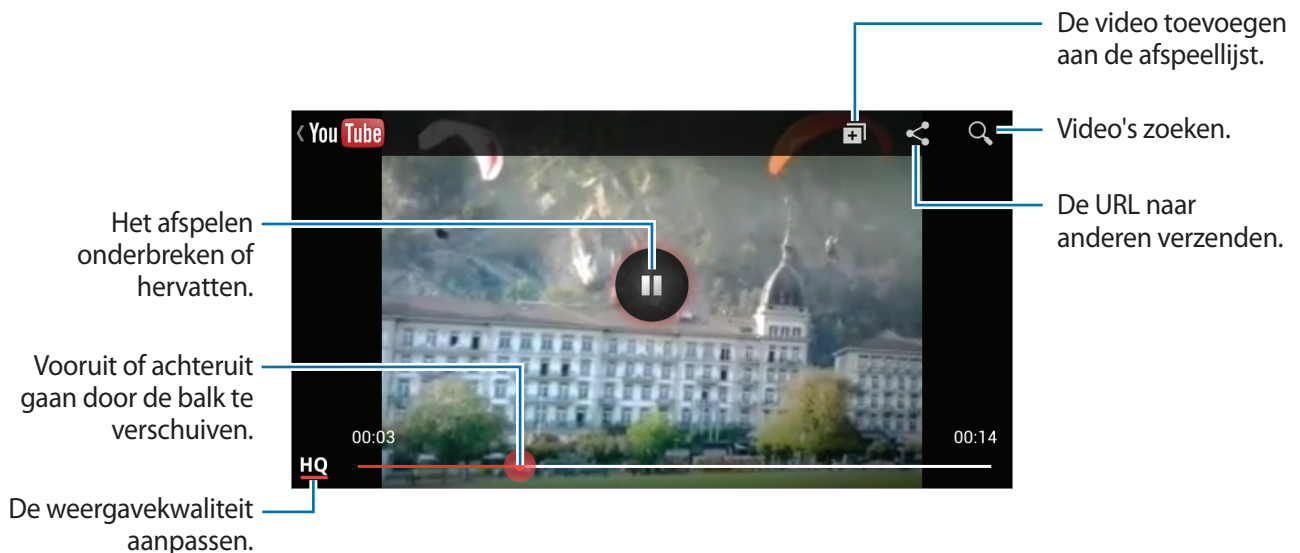 De video toevoegen
aan de afspeellijst.
You Tube
Video's zoeken.
De URL naar
anderen verzenden.
Het afspelen
onderbreken of
hervatten.
Vooruit of achteruit
gaan door de balk te
verschuiven.
00:03
00:14
HQ
De weergavekwaliteit
aanpassen.